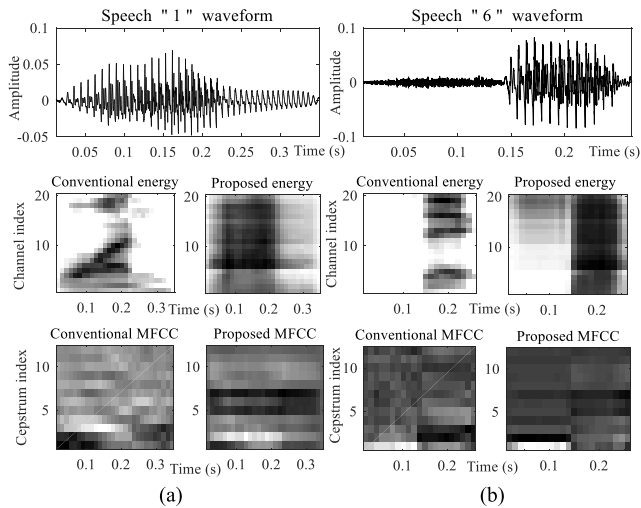 Speech " 1 " waveform
0.1
0.05
0
-0.05
Amplitude
0.05 0.1 0.15 0.2 0.25 0.3
Time (s)
Conventional energy
Proposed energy
20
10
Channel index
20
10
0.1 0.2 0.3
Time (s)
0.1 0.2 0.3
Conventional MFCC
Proposed MFCC
10
5
Cepstrum index
10
5
0.1 0.2 0.3
0.1 0.2 0.3
Time (s)
(a)
Speech " 6 " waveform
0.1
0
-0.1
Amplitude
0.05 0.1 0.15 0.2
Time (s)
Conventional energy
Proposed energy
20
10
Channel index
20
10
0.1 0.2
Time (s)
0.2
Conventional MFCC
Proposed MFCC
10
5
Cepstrum index
10
5
0.1 0.2
0.1 0.2
Time (s)
(b)